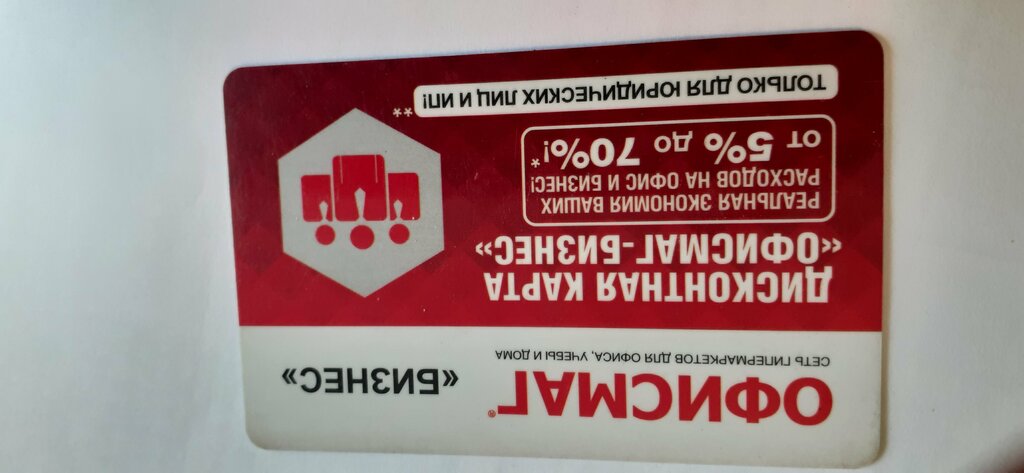 ОФИСМАГ®
СЕТЬ ГИПЕРМАРКЕТОВ ДЛЯ ОФИСА, УЧЕБЫ И ДОМА
«БИЗНЕС»
ДИСКОНТНАЯ КАРТА
«ОФИСМАГ-БИЗНЕС»
РЕАЛЬНАЯ ЭКОНОМИЯ ВАШИХ
РАСХОДОВ НА ОФИС И БИЗНЕС!
ОТ 5% ДО 70%!*
ТОЛЬКО ДЛЯ ЮРИДИЧЕСКИХ ЛИЦ И ИП!**